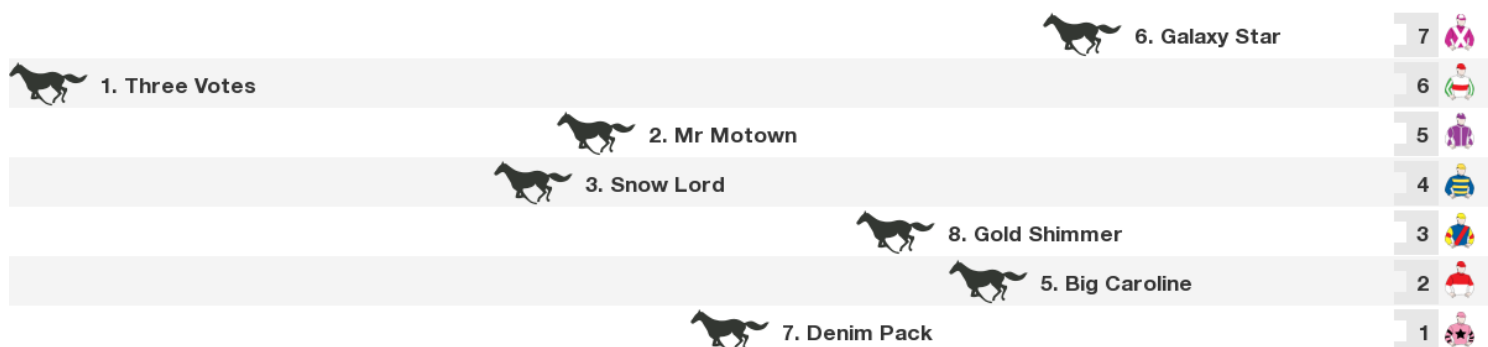 6. Galaxy Star 7
1. Three Votes 6
2. Mr Motown 5
3. Snow Lord 4
8. Gold Shimmer 3
5. Big Caroline 2
7. Denim Pack 1